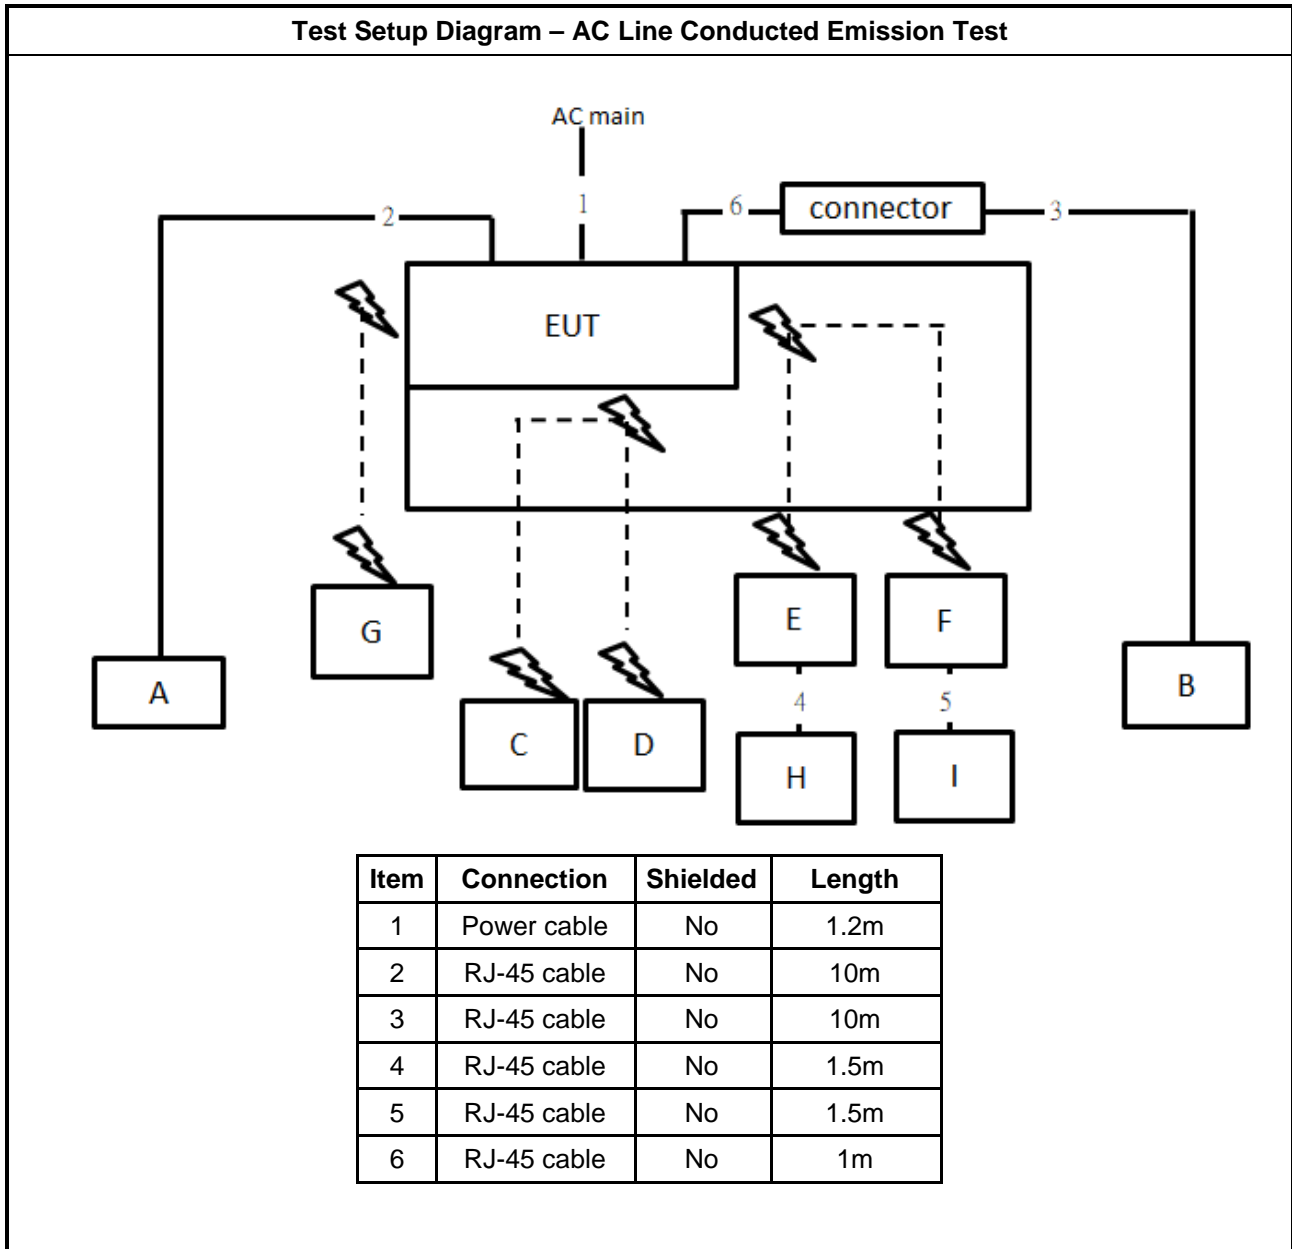 Test Setup Diagram – AC Line Conducted Emission Test
AC main
2
1
6
connector
3
EUT
G
E
F
A
B
4
5
C
D
H
I
Item Connection Shielded Length
1 Power cable No 1.2m
2 RJ-45 cable No 10m
3 RJ-45 cable No 10m
4 RJ-45 cable No 1.5m
5 RJ-45 cable No 1.5m
6 RJ-45 cable No 1m